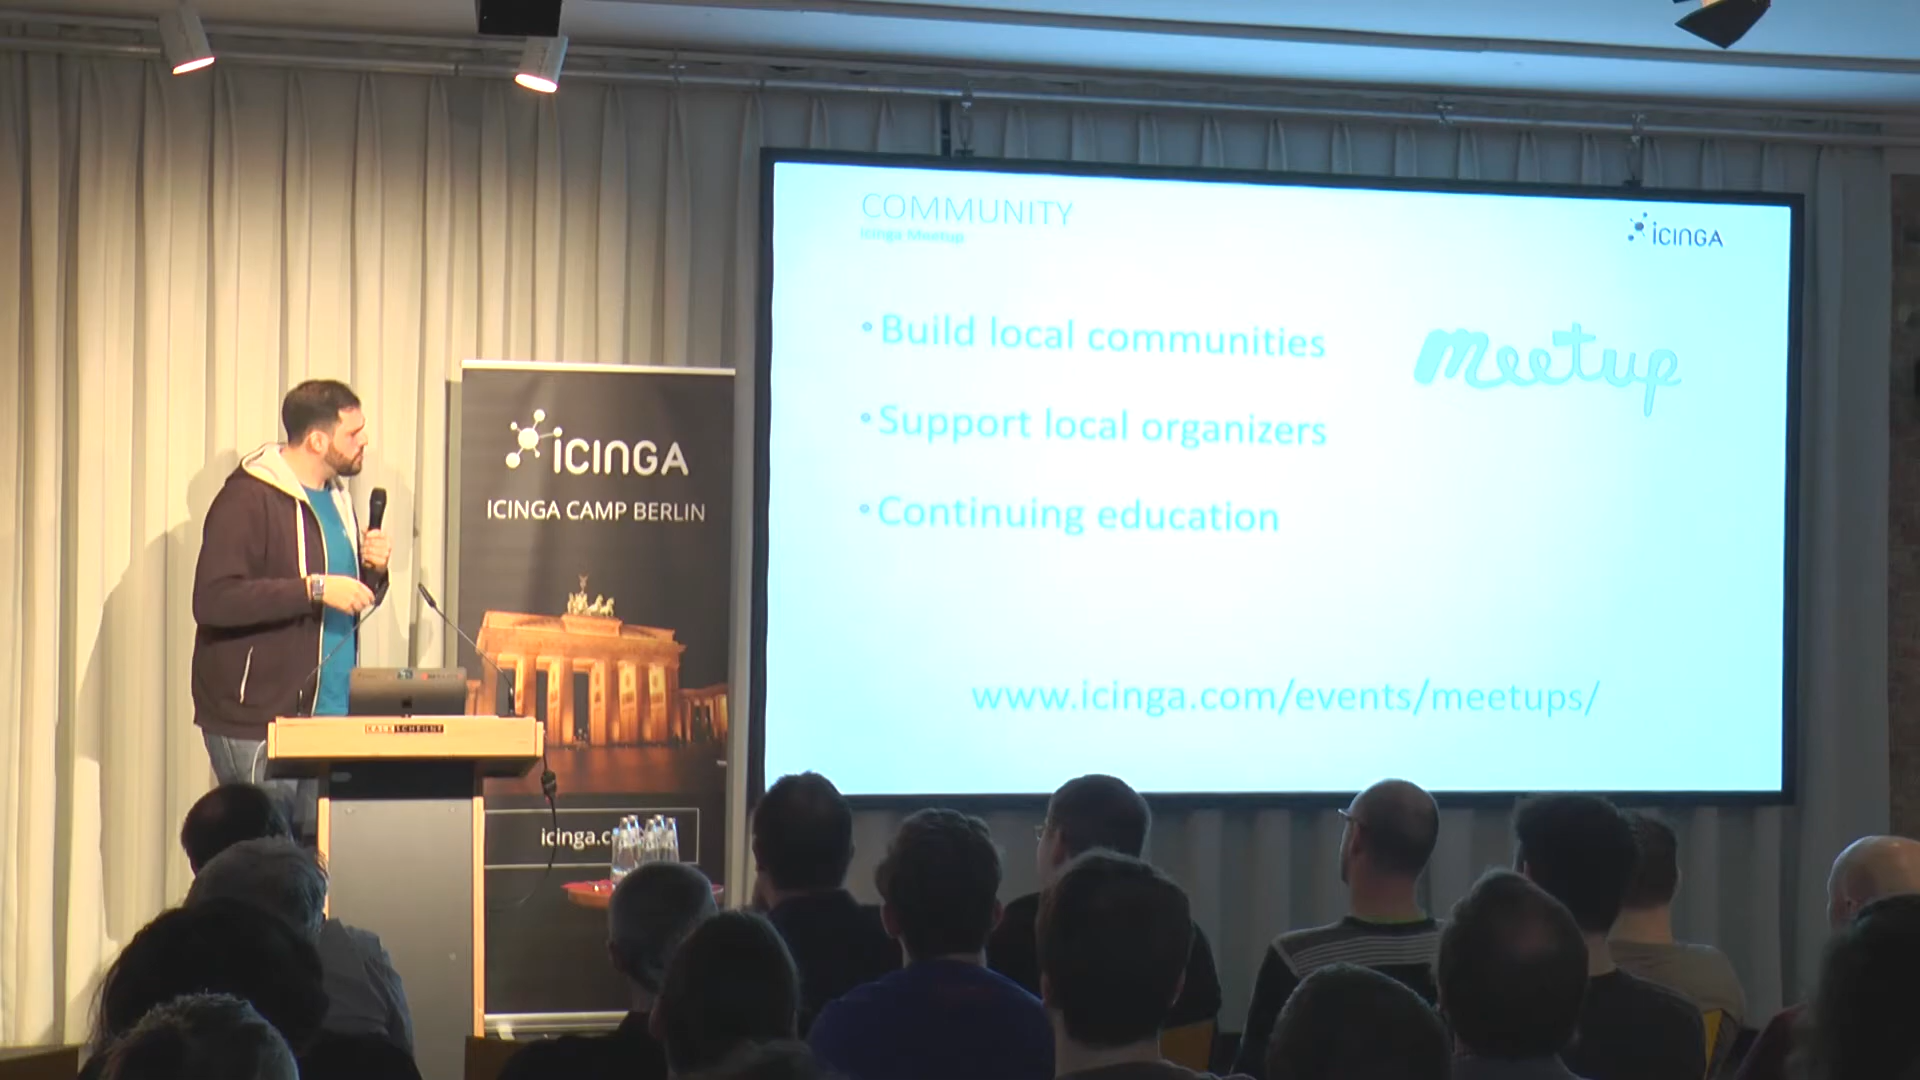 COMMUNITY
Icinga Meetup
ICINGA
• Build local communities
• Support local organizers
• Continuing education
meetup
www.icinga.com/events/meetups/
ICINGA
ICINGA CAMP BERLIN
icinga.c
KALKSCHEUNE